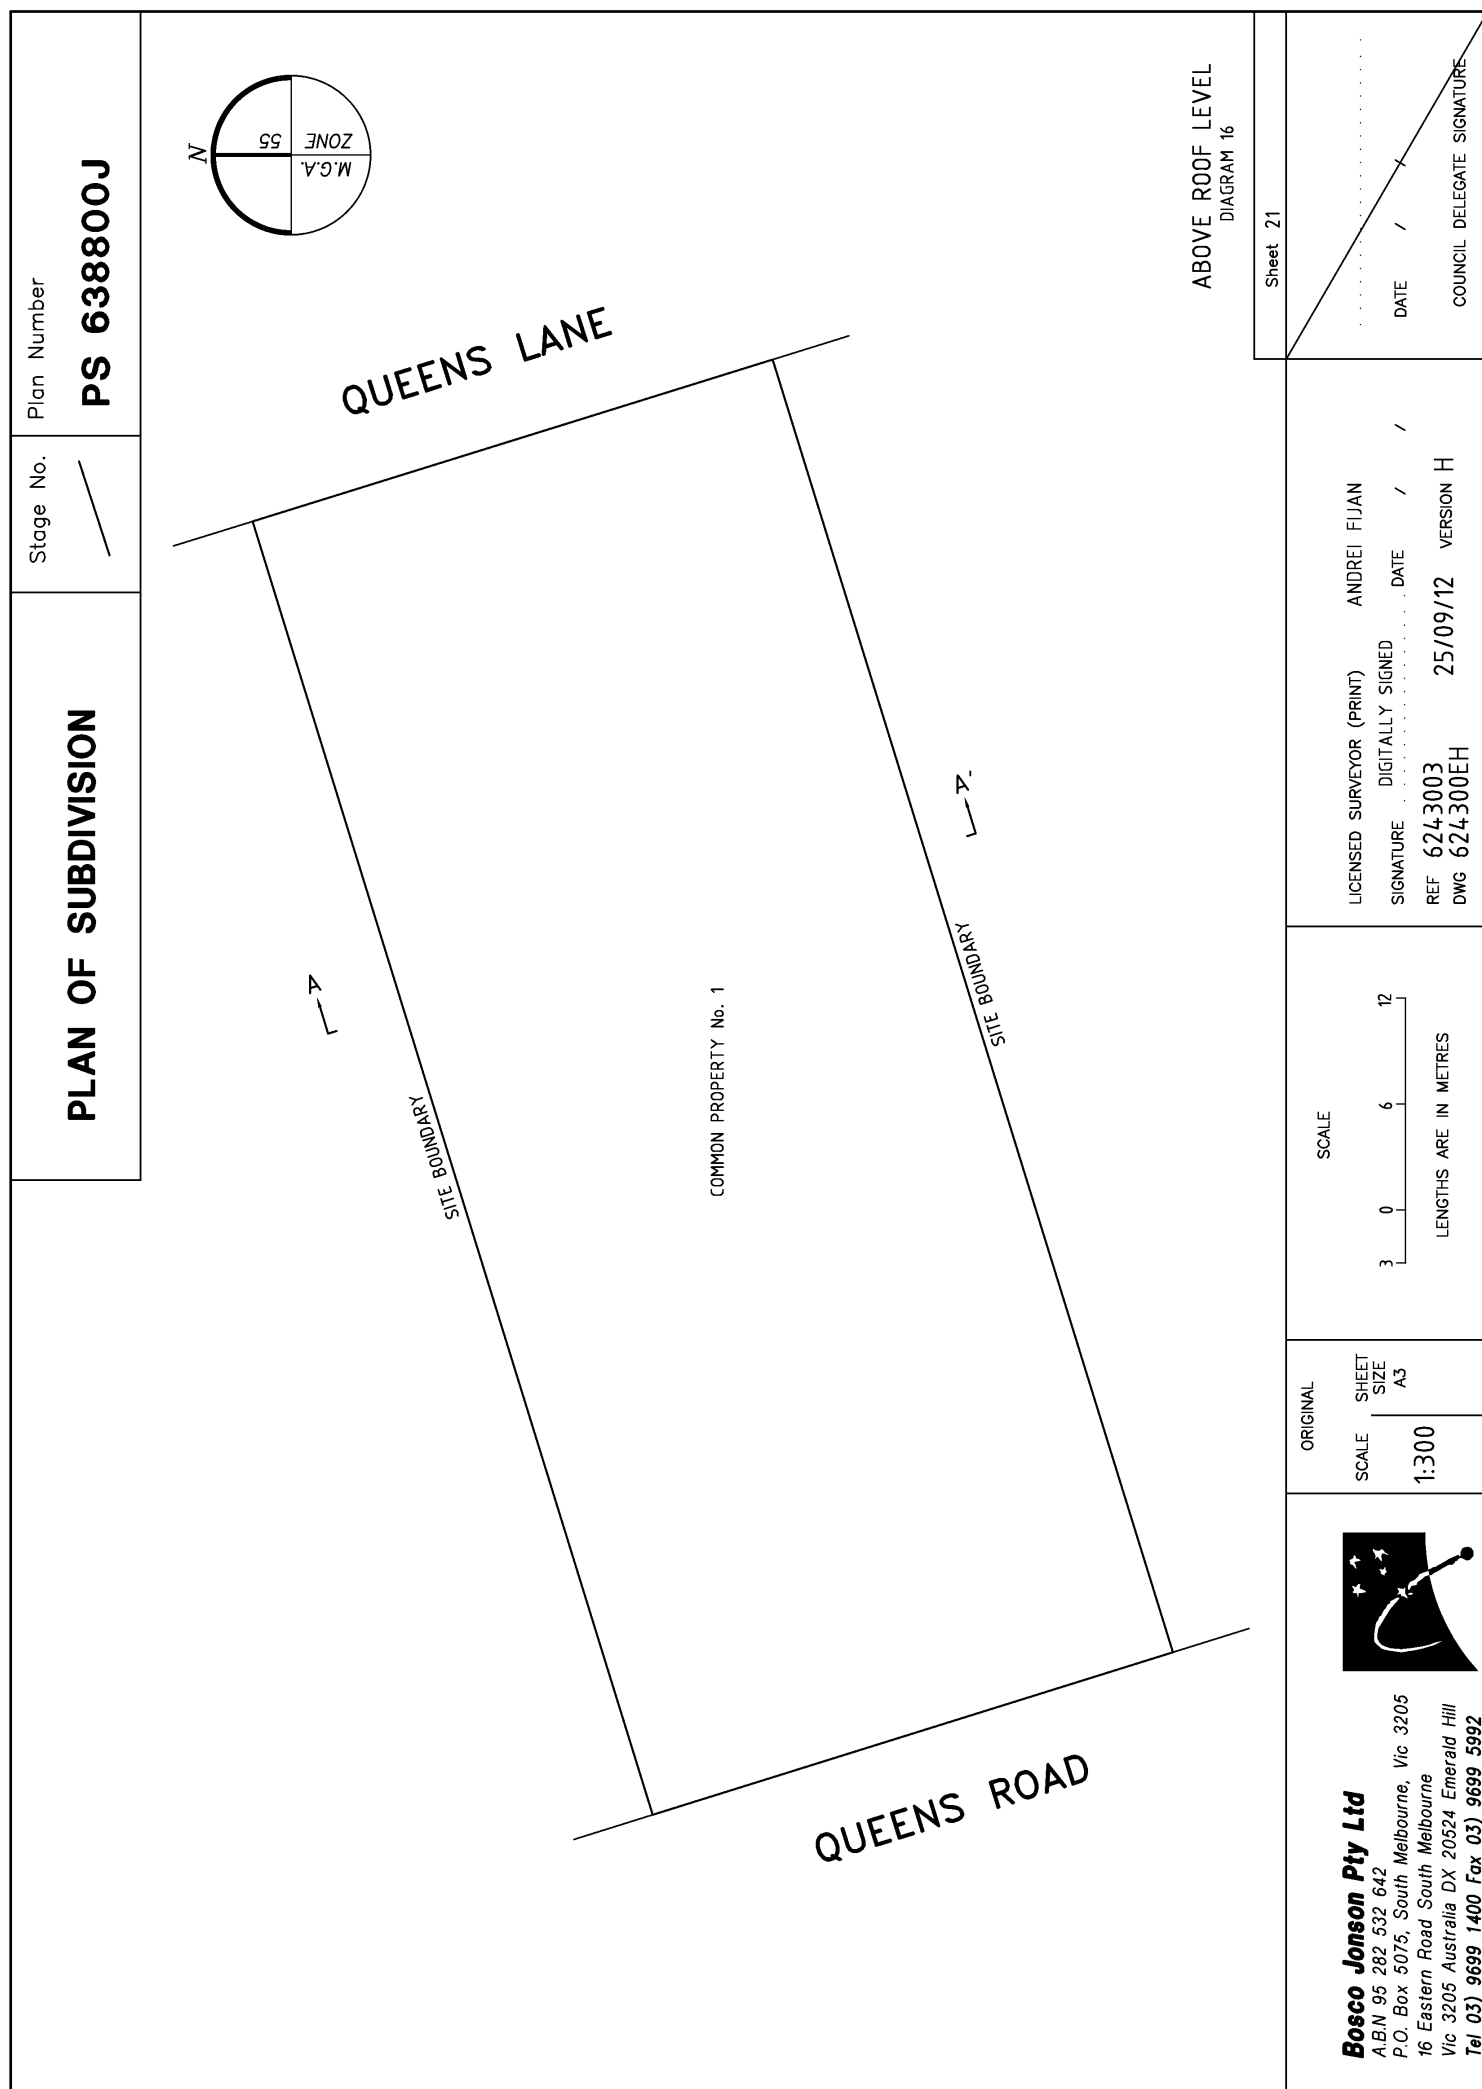 PLAN OF SUBDIVISION
Stage No.
Plan Number
PS 638800J
N
55
ZONE
M.G.A.
QUEENS LANE
A
SITE BOUNDARY
COMMON PROPERTY No. 1
A'
SITE BOUNDARY
QUEENS ROAD
ABOVE ROOF LEVEL
DIAGRAM 16
Sheet 21
Bosco Jonson Pty Ltd
A.B.N 95 282 532 642
P.O. Box 5075, South Melbourne, Vic 3205
16 Eastern Road South Melbourne
Vic 3205 Australia DX 20524 Emerald Hill
Tel 03) 9699 1400 Fax 03) 9699 5992
ORIGINAL
SCALE
SHEET
SIZE
A3
1:300
SCALE
3 0 6 12
LENGTHS ARE IN METRES
LICENSED SURVEYOR (PRINT) ANDREI FIJAN
SIGNATURE DIGITALLY SIGNED DATE / /
REF 6243003 25/09/12 VERSION H
DWG 624300EH
DATE / /
COUNCIL DELEGATE SIGNATURE